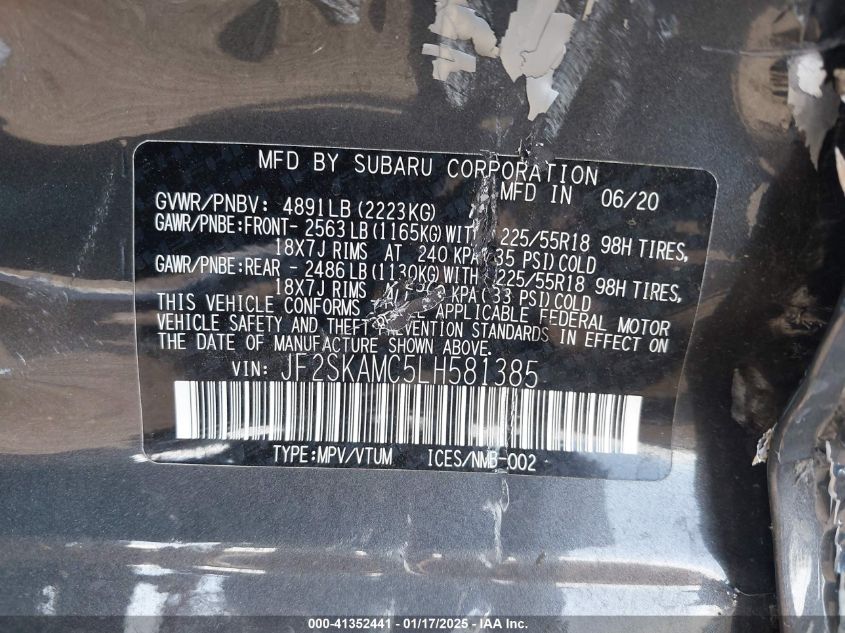 MFD BY SUBARU CORPORATION
MFD IN 06/20
GVWR/PNBV: 4891LB (2223KG)
GAWR/PNBE:FRONT- 2563 LB (1165KG) WITH 225/55R18 98H TIRES,
18X7J RIMS AT 240 KPA( 35 PSI) COLD
GAWR/PNBE:REAR - 2486 LB (1130KG) WITH 225/55R18 98H TIRES,
18X7J RIMS KPA( 33 PSI) COLD
THIS VEHICLE CONFORMS APPLICABLE FEDERAL MOTOR
VEHICLE SAFETY AND THEFT PREVENTION STANDARDS IN EFFECT ON
THE DATE OF MANUFACTURE SHOWN ABOVE.
VIN: JF2SKAMC5LH581385
TYPE:MPV/VTUM ICES/NMB-002
000-41352441 - 01/17/2025 - IAA Inc.